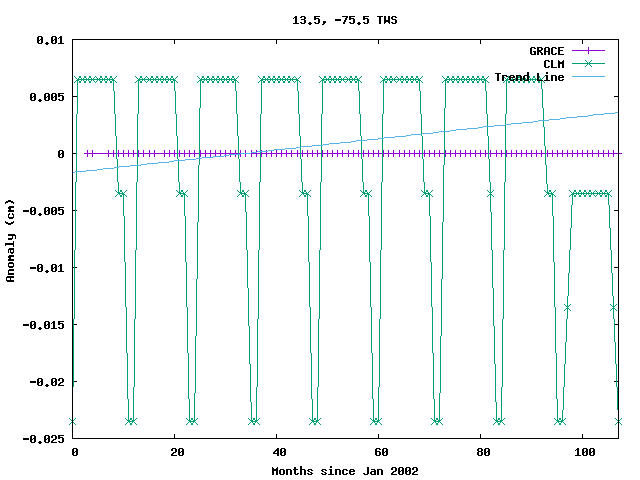 13.5, -75.5 TWS
GRACE
CLM
Trend Line
0.01
0.005
0
-0.005
-0.01
-0.015
-0.02
-0.025
Anomaly (cm)
0 20 40 60 80 100
Months since Jan 2002